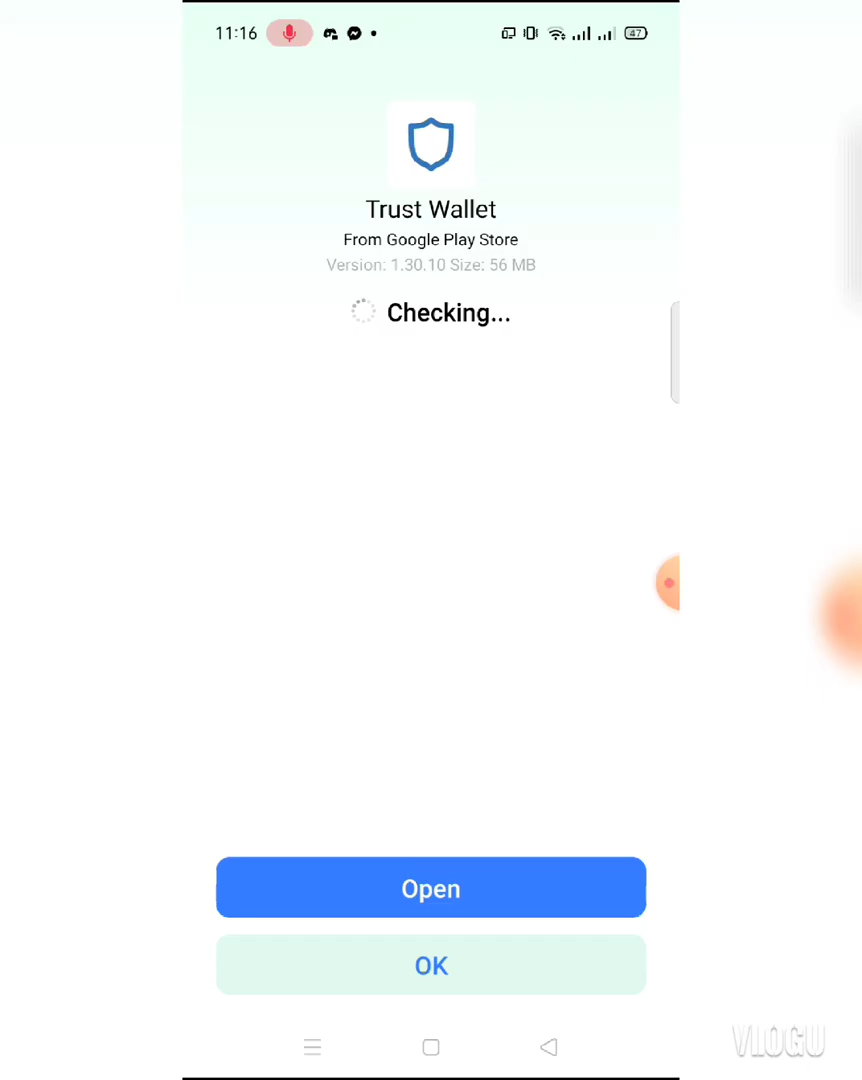 11:16
47
Trust Wallet
From Google Play Store
Version: 1.30.10 Size: 56 MB
Checking...
Open
OK
VLOGU